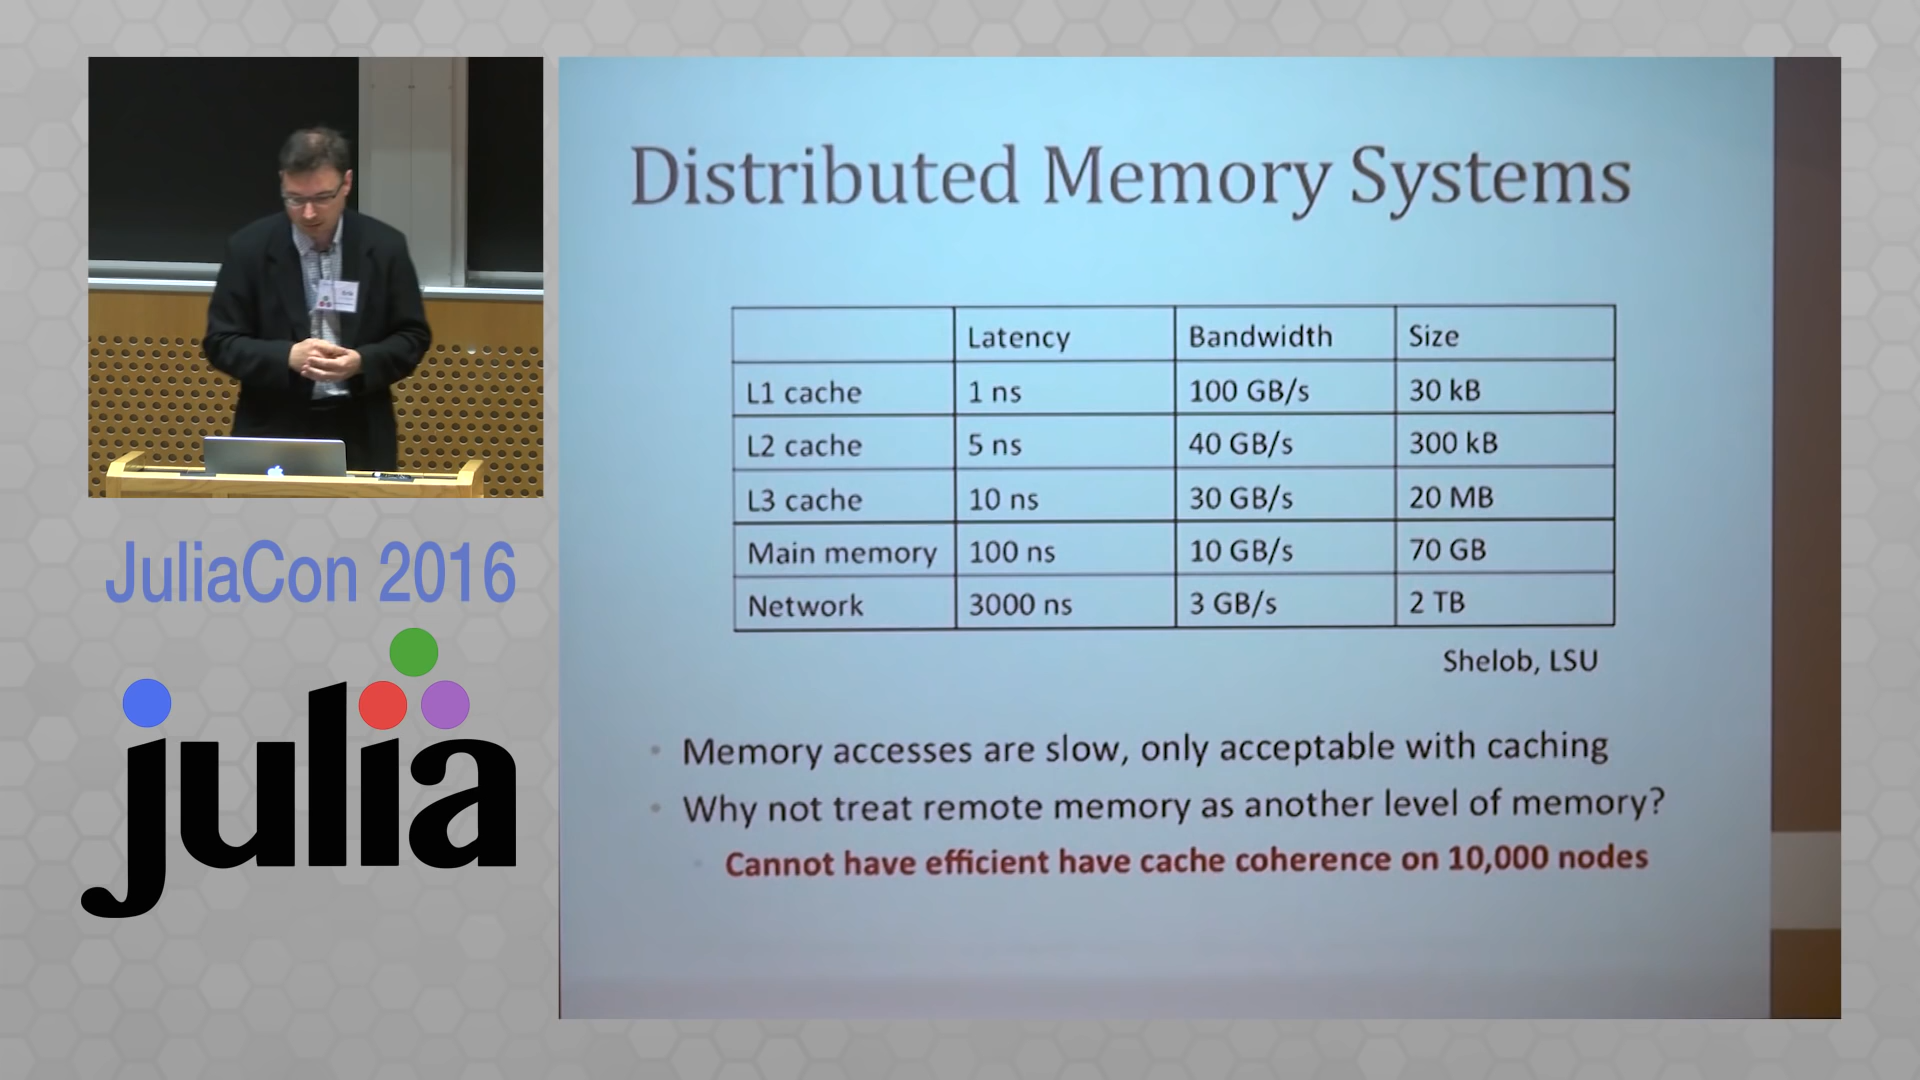 Distributed Memory Systems
Latency Bandwidth Size
L1 cache 1 ns 100 GB/s 30 kB
L2 cache 5 ns 40 GB/s 300 kB
L3 cache 10 ns 30 GB/s 20 MB
Main memory 100 ns 10 GB/s 70 GB
Network 3000 ns 3 GB/s 2 TB
Shelob, LSU
Memory accesses are slow, only acceptable with caching
Why not treat remote memory as another level of memory?
Cannot have efficient have cache coherence on 10,000 nodes
JuliaCon 2016
julia